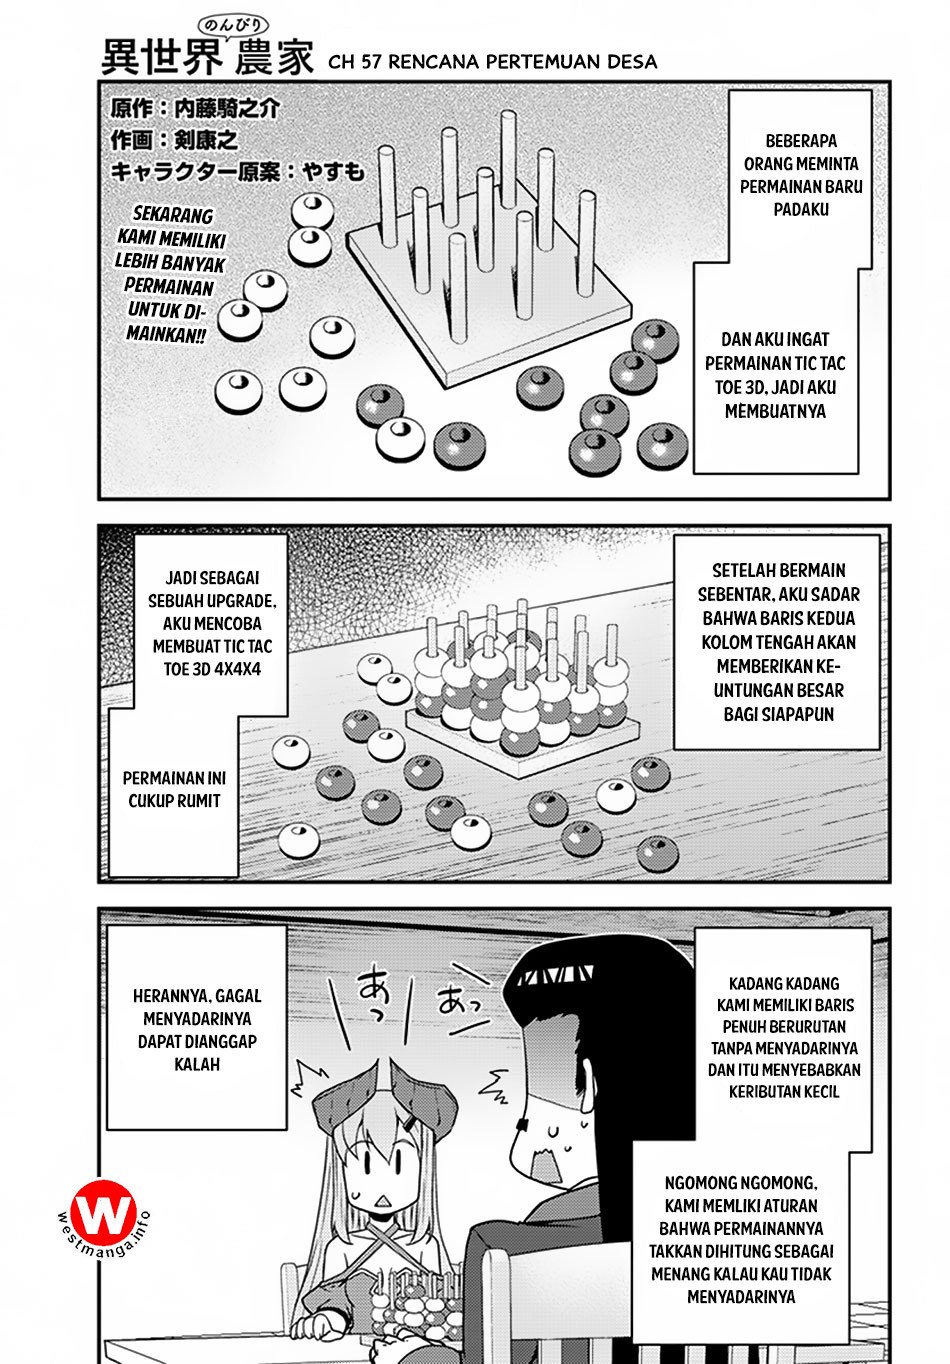 異世界のんびり農家
CH 57 RENCANA PERTEMUAN DESA
原作：内藤騎之介
作画：剣康之
キャラクター原案：やすも
SEKARANG
KAMI MEMILIKI
LEBIH BANYAK
PERMAINAN
UNTUK DI-
MAINKAN!!
BEBERAPA
ORANG MEMINTA
PERMAINAN BARU
PADAKU
DAN AKU INGAT
PERMAINAN TIC TAC
TOE 3D, JADI AKU
MEMBUATNYA
SETELAH BERMAIN
SEBENTAR, AKU SADAR
BAHWA BARIS KEDUA
KOLOM TENGAH AKAN
MEMBERIKAN KE-
UNTUNGAN BESAR
BAGI SIAPAPUN
JADI SEBAGAI
SEBUAH UPGRADE,
AKU MENCOBA
MEMBUAT TIC TAC
TOE 3D 4X4X4
PERMAINAN INI
CUKUP RUMIT
KADANG KADANG
KAMI MEMILIKI BARIS
PENUH BERURUTAN
TANPA MENYADARINYA
DAN ITU MENYEBABKAN
KERIBUTAN KECIL
あっ
あっ
HERANNYA, GAGAL
MENYADARINYA
DAPAT DIANGGAP
KALAH
NGOMONG NGOMONG,
KAMI MEMLIKI ATURAN
BAHWA PERMAINANNYA
TAKKAN DIHITUNG SEBAGAI
MENANG KALAU KAU TIDAK
MENYADARINYA
W
westmanga.info